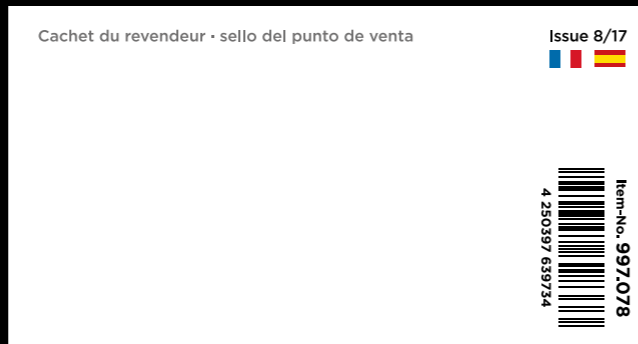 Cachet du revendeur · sello del punto de venta
Issue 8/17
Item-No. 997.078
4 250397 639734